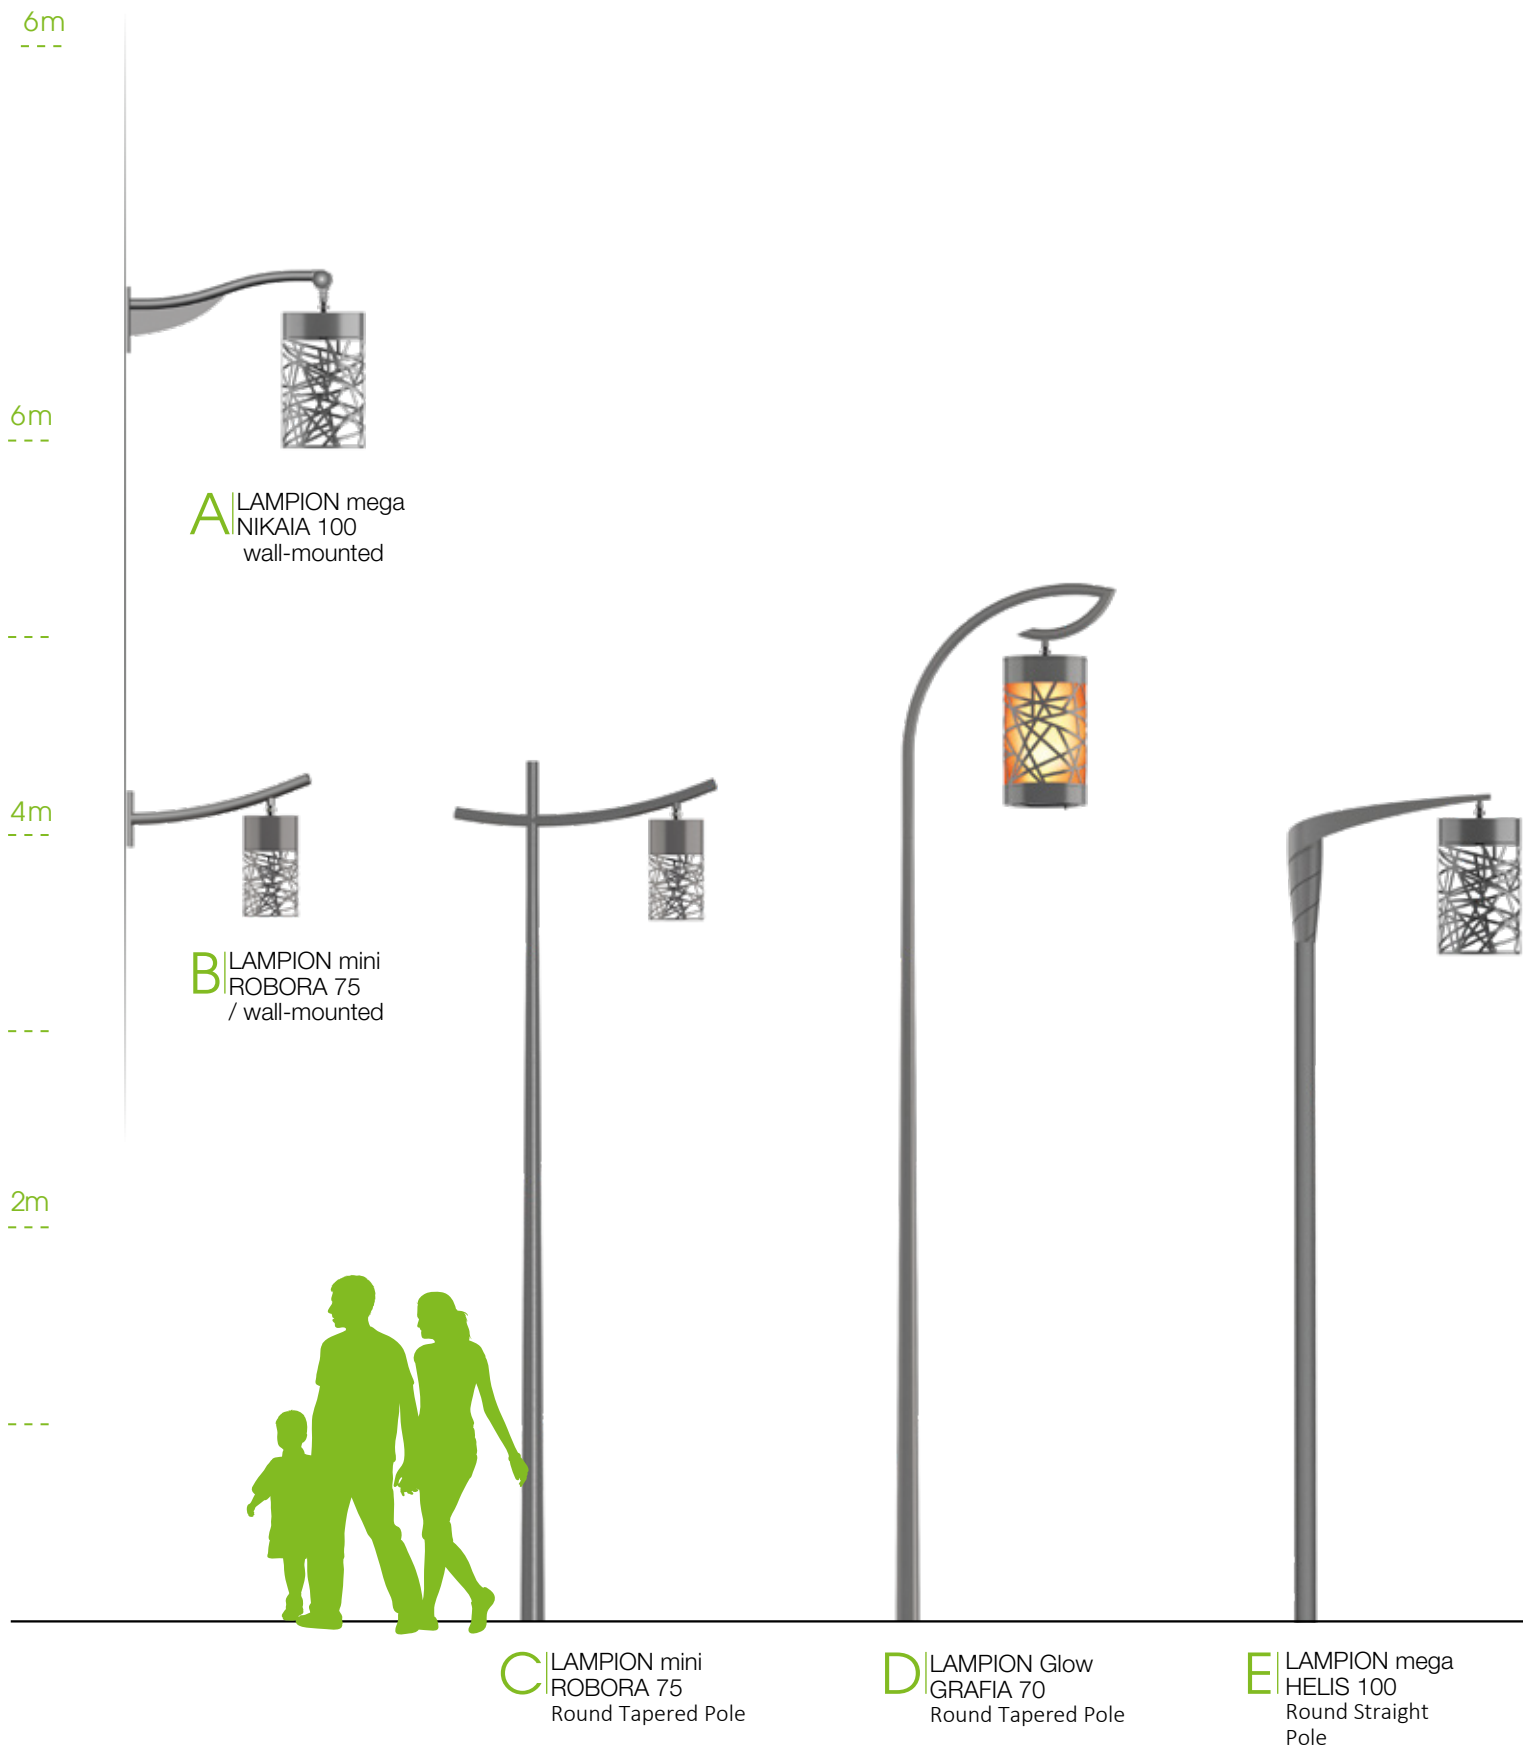 6m
6m
A LAMPION mega
NIKAIA 100
wall-mounted
4m
B LAMPION mini
ROBORA 75
/ wall-mounted
2m
C LAMPION mini
ROBORA 75
Round Tapered Pole
D LAMPION Glow
GRAFIA 70
Round Tapered Pole
E LAMPION mega
HELIS 100
Round Straight
Pole